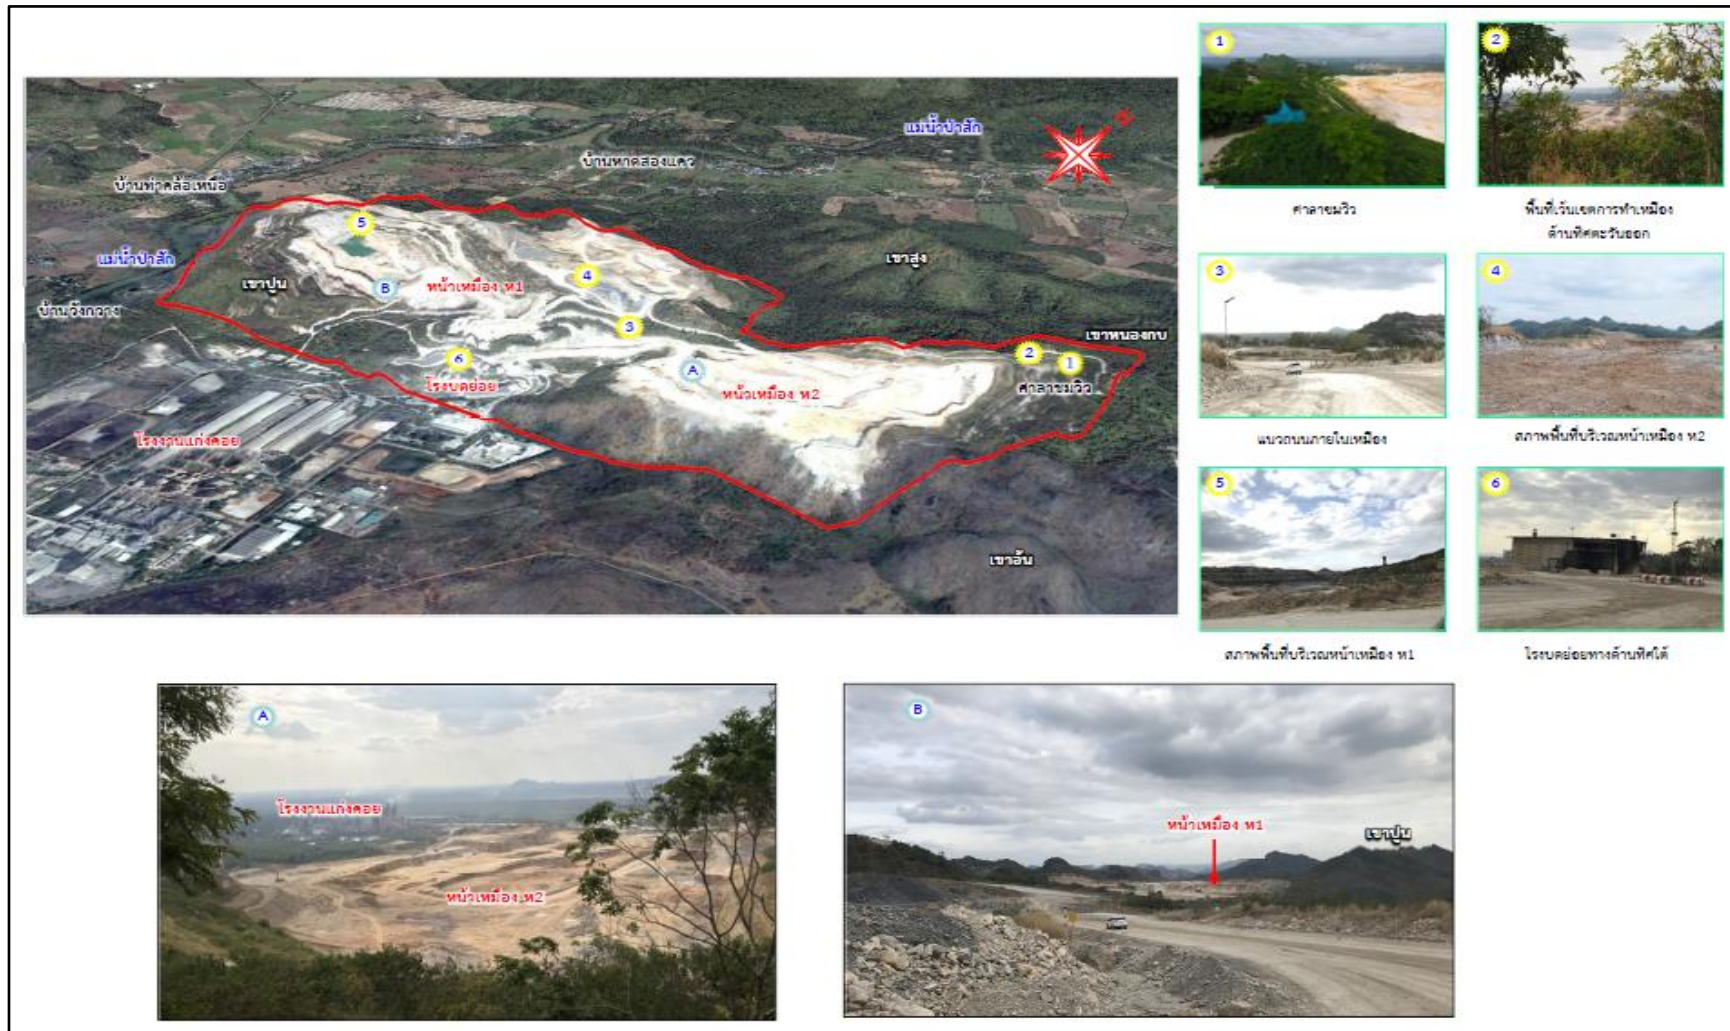 แม่น้ำป่าสัก
N
บ้านหาดสองแคว
บ้านท่าคล้อเหนือ
5
แม่น้ำป่าสัก
เขาสูง
4
เขาปูน
B
หน้าเหมือง ห1
บ้านวังกวาง
3
เขาหนองกบ
6
2
1
A
โรงบดย่อย
ศาลาชมวิว
หน้าเหมือง ห2
โรงงานแก่งคอย
เขาอ้น
1
ศาลาชมวิว
2
พื้นที่เว้นเขตการทำเหมือง
ด้านทิศตะวันออก
3
แนวถนนภายในเหมือง
4
สภาพพื้นที่บริเวณหน้าเหมือง ห2
5
สภาพพื้นที่บริเวณหน้าเหมือง ห1
6
โรงบดย่อยทางด้านทิศใต้
A
โรงงานแก่งคอย
หน้าเหมือง ห2
B
หน้าเหมือง ห1
เขาปูน